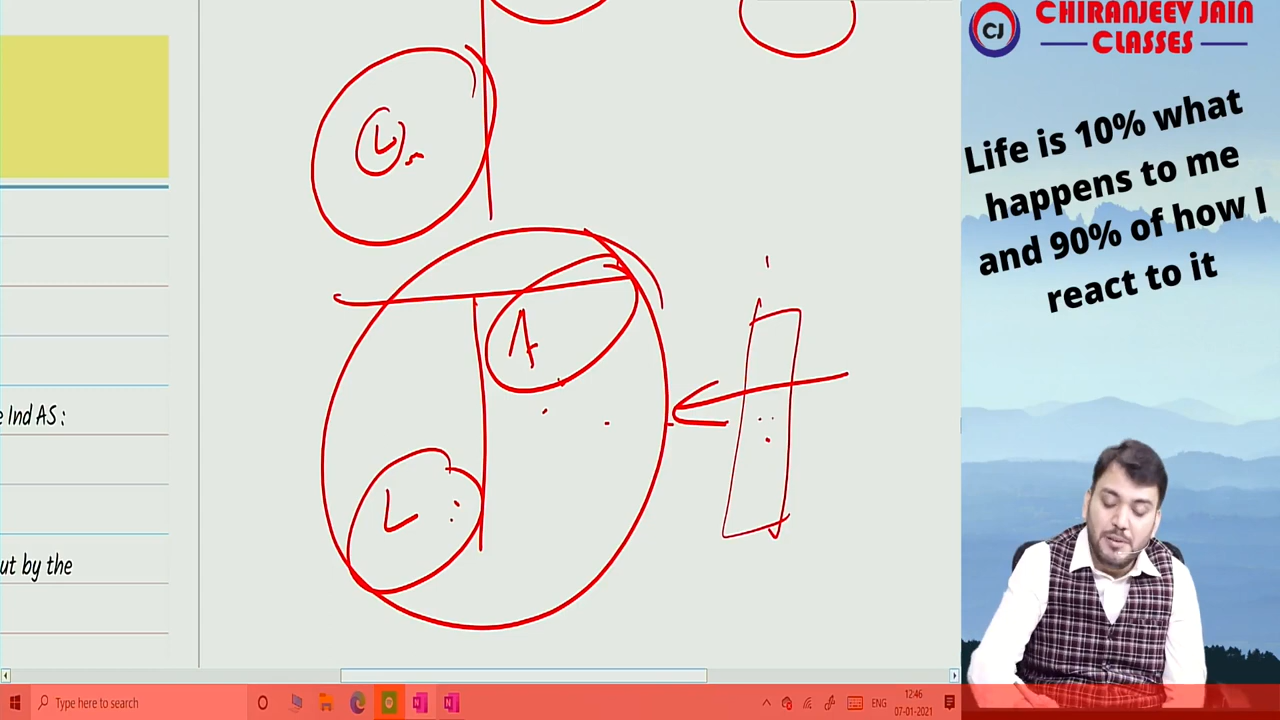 CHIRANJEEV JAIN
CJ
CLASSES
Life is 10% what
happens to me
and 90% of how I
react to it
L
A
L
e Ind AS :
ut by the
Type here to search
ENG
12:46
07-01-2021